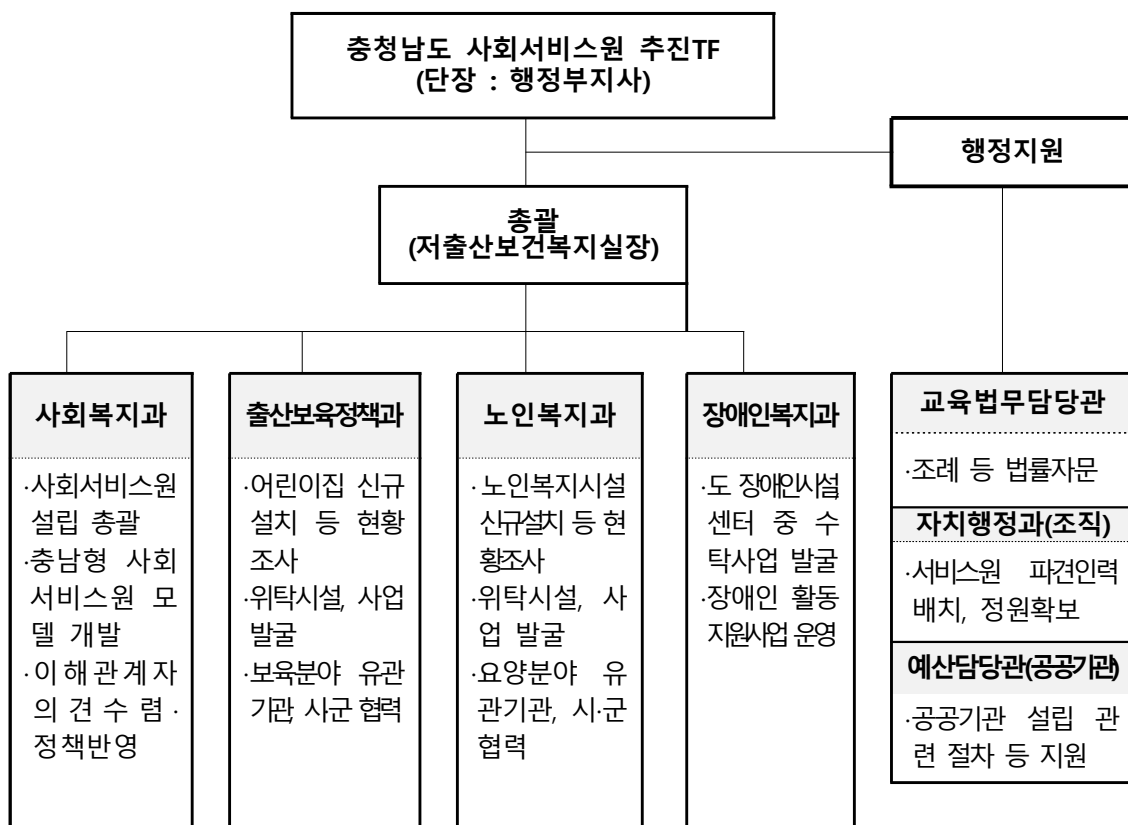 충청남도 사회서비스원 추진TF
(단장 : 행정부지사)
행정지원
총괄
(저출산보건복지실장)
사회복지과
·사회서비스원
설립 총괄
·충남형 사회
서비스원 모
델 개발
·이해관계자
의견수렴·
정책반영
출산보육정책과
·어린이집 신규
설치 등 현황
조사
·위탁시설, 사업
발굴
·보육분야 유관
기관, 시·군 협력
노인복지과
·노인복지시설
신규설치 등 현
황조사
·위탁시설, 사
업 발굴
·요양분야 유
관기관, 시·군
협력
장애인복지과
·도 장애인시설,
센터 중 수
탁사업 발굴
·장애인 활동
지원사업 운영
교육법무담당관
·조례 등 법률자문
자치행정과(조직)
·서비스원 파견인력
배치, 정원확보
예산담당관(공공기관)
·공공기관 설립 관
련 절차 등 지원